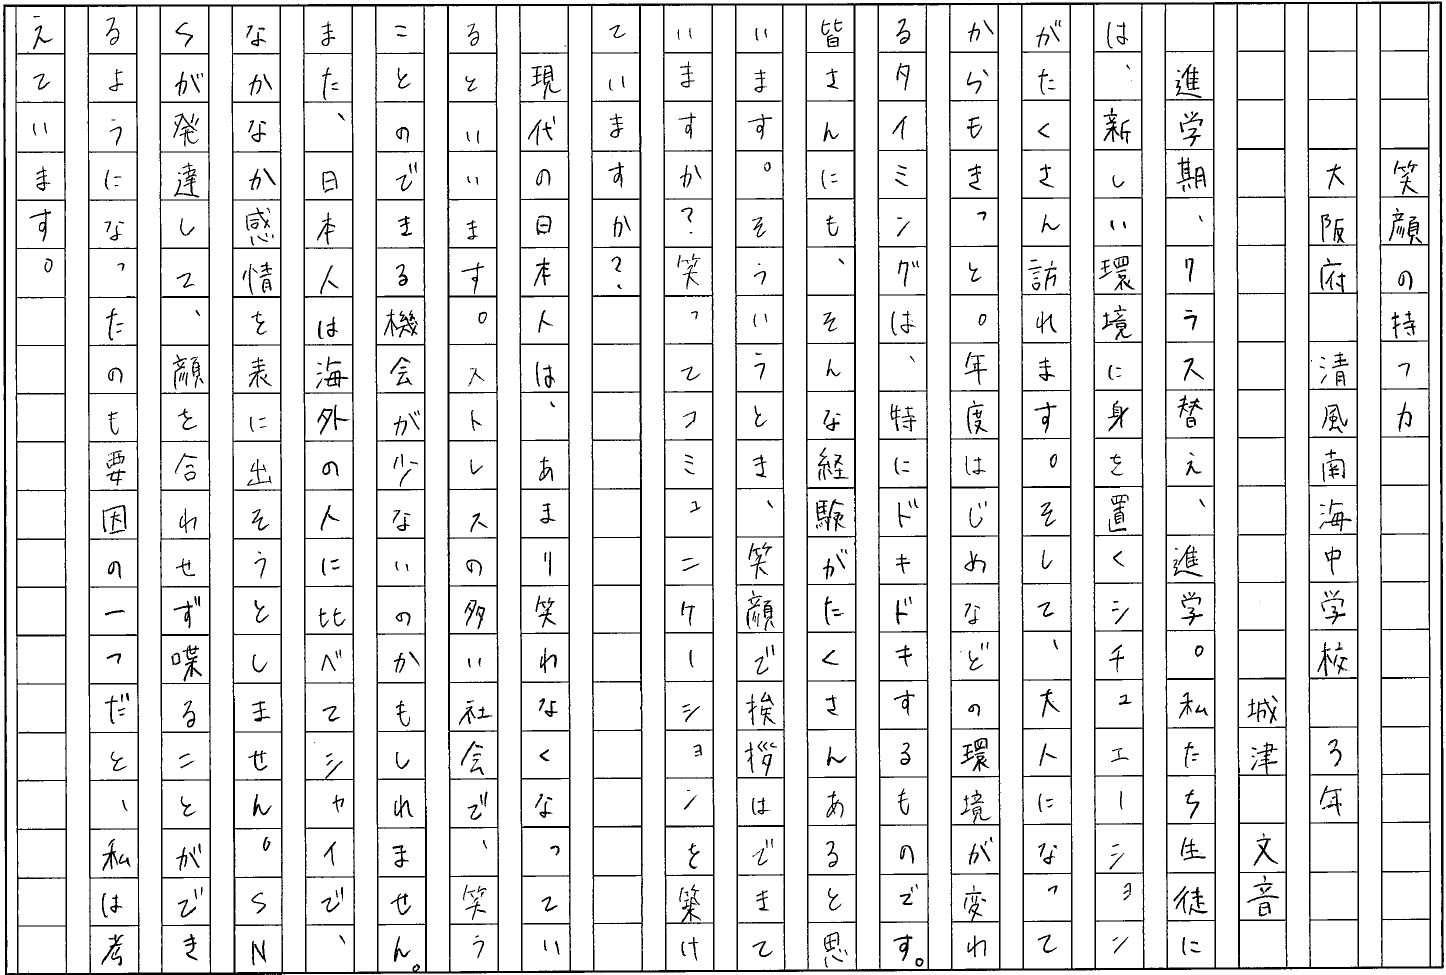 笑顔の持つ力
大阪府 清風南海中学校 3年
城津 文音
進学期、クラス替え、進学。私たち生徒に
は、新しい環境に身を置くシチュエーション
がたくさん訪れます。そして、大人になって
からもきっと。年度はじめなどの環境が変わ
るタイミングは、特にドキドキするものです。
皆さんにも、そんな経験がたくさんあると思
います。そういうとき、笑顔で挨拶はできて
いますか?笑ってコミュニケーションを築け
ていますか?
現代の日本人は、あまり笑われなくなってい
るといいます。ストレスの多い社会で、笑う
ことのできる機会が少ないのかもしれません。
また、日本人は海外の人に比べてシャイで、
なかなか感情を表に出そうとしません。SN
Sが発達して、顔を合わせず喋ることができ
るようになったのも要因の一つだと、私は考
えています。